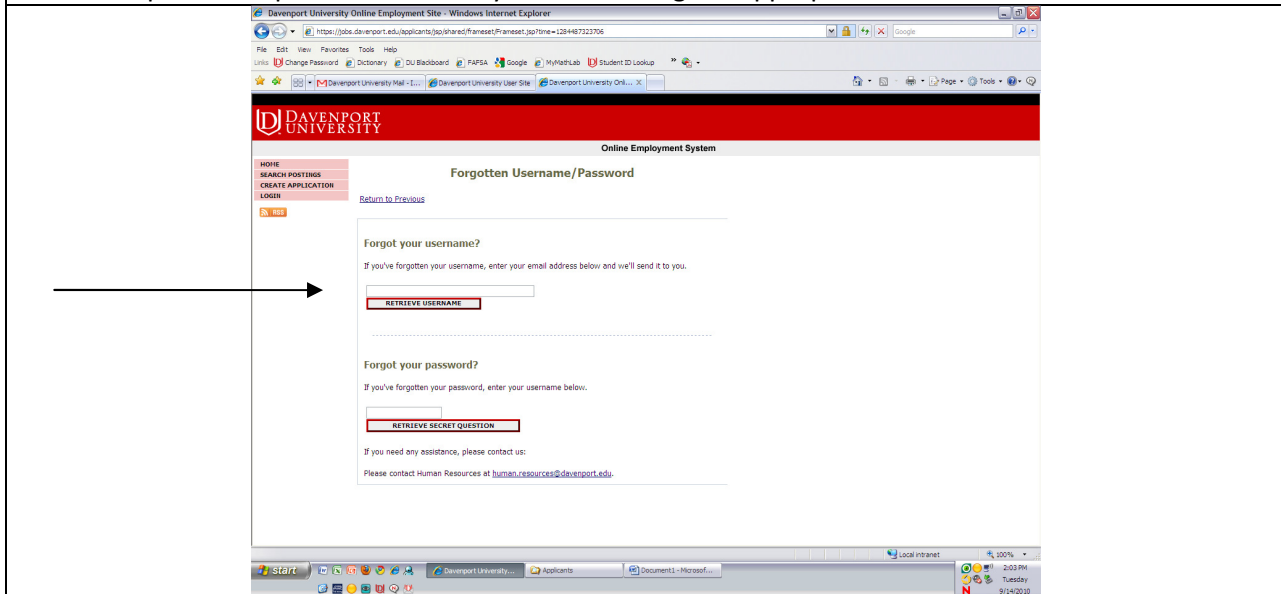 Davenport University Online Employment Site - Windows Internet Explorer
https://jobs.davenport.edu/applicants/jsp/shared/frameset/Frameset.jsp?time=1284487323706
Google
File Edit View Favorites Tools Help
Links Change Password Dictionary DU Blackboard FAFSA Google MyMathLab Student ID Lookup »
Davenport University Mail - I... Davenport University User Site Davenport University Onli... X
Page Tools
DAVENPORT
UNIVERSITY
Online Employment System
HOME
SEARCH POSTINGS
CREATE APPLICATION
LOGIN
RSS
Forgotten Username/Password
Return to Previous
Forgot your username?
If you've forgotten your username, enter your email address below and we'll send it to you.
RETRIEVE USERNAME
Forgot your password?
If you've forgotten your password, enter your username below.
RETRIEVE SECRET QUESTION
If you need any assistance, please contact us:
Please contact Human Resources at human.resources@davenport.edu.
Local intranet 100%
start Davenport University... Applicants Document1 - Microsof...
2:03 PM
Tuesday
9/14/2010